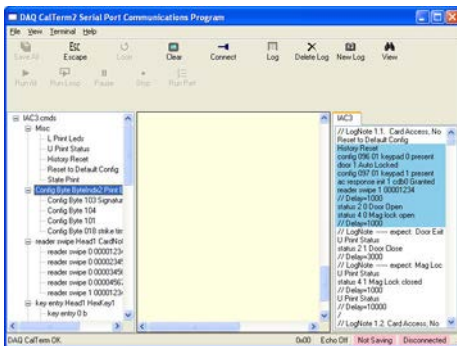 DAQ CalTerm2 Serial Port Communications Program
File View Terminal Help
Save All Esc Escape Loop Clear Connect Log Delete Log New Log View
Run All Run Loop Pause Stop Run Part
IAC3.cmds
Misc
L Print Leds
U Print Status
History Reset
Reset to Default Config
State Print
Config Byte ByteIndx2 Print
Config Byte 103 Signatur
Config Byte 104
Config Byte 101
Config Byte 018 strike tim
reader swipe Head1 CardNo
reader swipe 0 0000123
reader swipe 0 0002345
reader swipe 0 0000345
reader swipe 0 0000456
reader swipe 1 0000123
key entry Head1 HexKey1
key entry 0 b
IAC3
// LogNote 1.1. Card Access, No
Reset to Default Config
History Reset
config 096 01 keypad 0 present
door 1 Auto Locked
config 097 01 keypad 1 present
ac response init 1 cdb0 Granted
reader swipe 1 00001234
// Delay=1000
status 2 0 Door Open
status 4 0 Mag lock open
// Delay=1000
// LogNote ---- expect: Door Exit
U Print Status
status 2 1 Door Close
// Delay=3000
// LogNote ---- expect: Mag Loc
U Print Status
status 4 1 Mag Lock closed
// Delay=1000
U Print Status
// Delay=10000
/
// LogNote 1.2. Card Access, No
DAQ CalTerm OK. 0x00 Echo Off Not Saving Disconnected